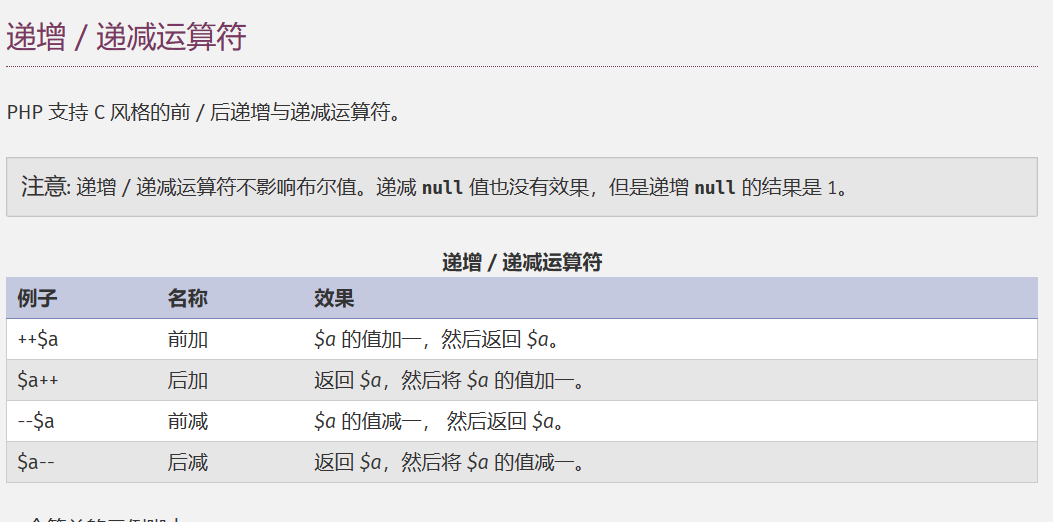 递增 / 递减运算符
PHP 支持 C 风格的前 / 后递增与递减运算符。
注意: 递增 / 递减运算符不影响布尔值。递减 null 值也没有效果，但是递增 null 的结果是 1。
递增 / 递减运算符
例子 名称 效果
++$a 前加 $a 的值加一，然后返回 $a。
$a++ 后加 返回 $a，然后将 $a 的值加一。
--$a 前减 $a 的值减一， 然后返回 $a。
$a-- 后减 返回 $a，然后将 $a 的值减一。